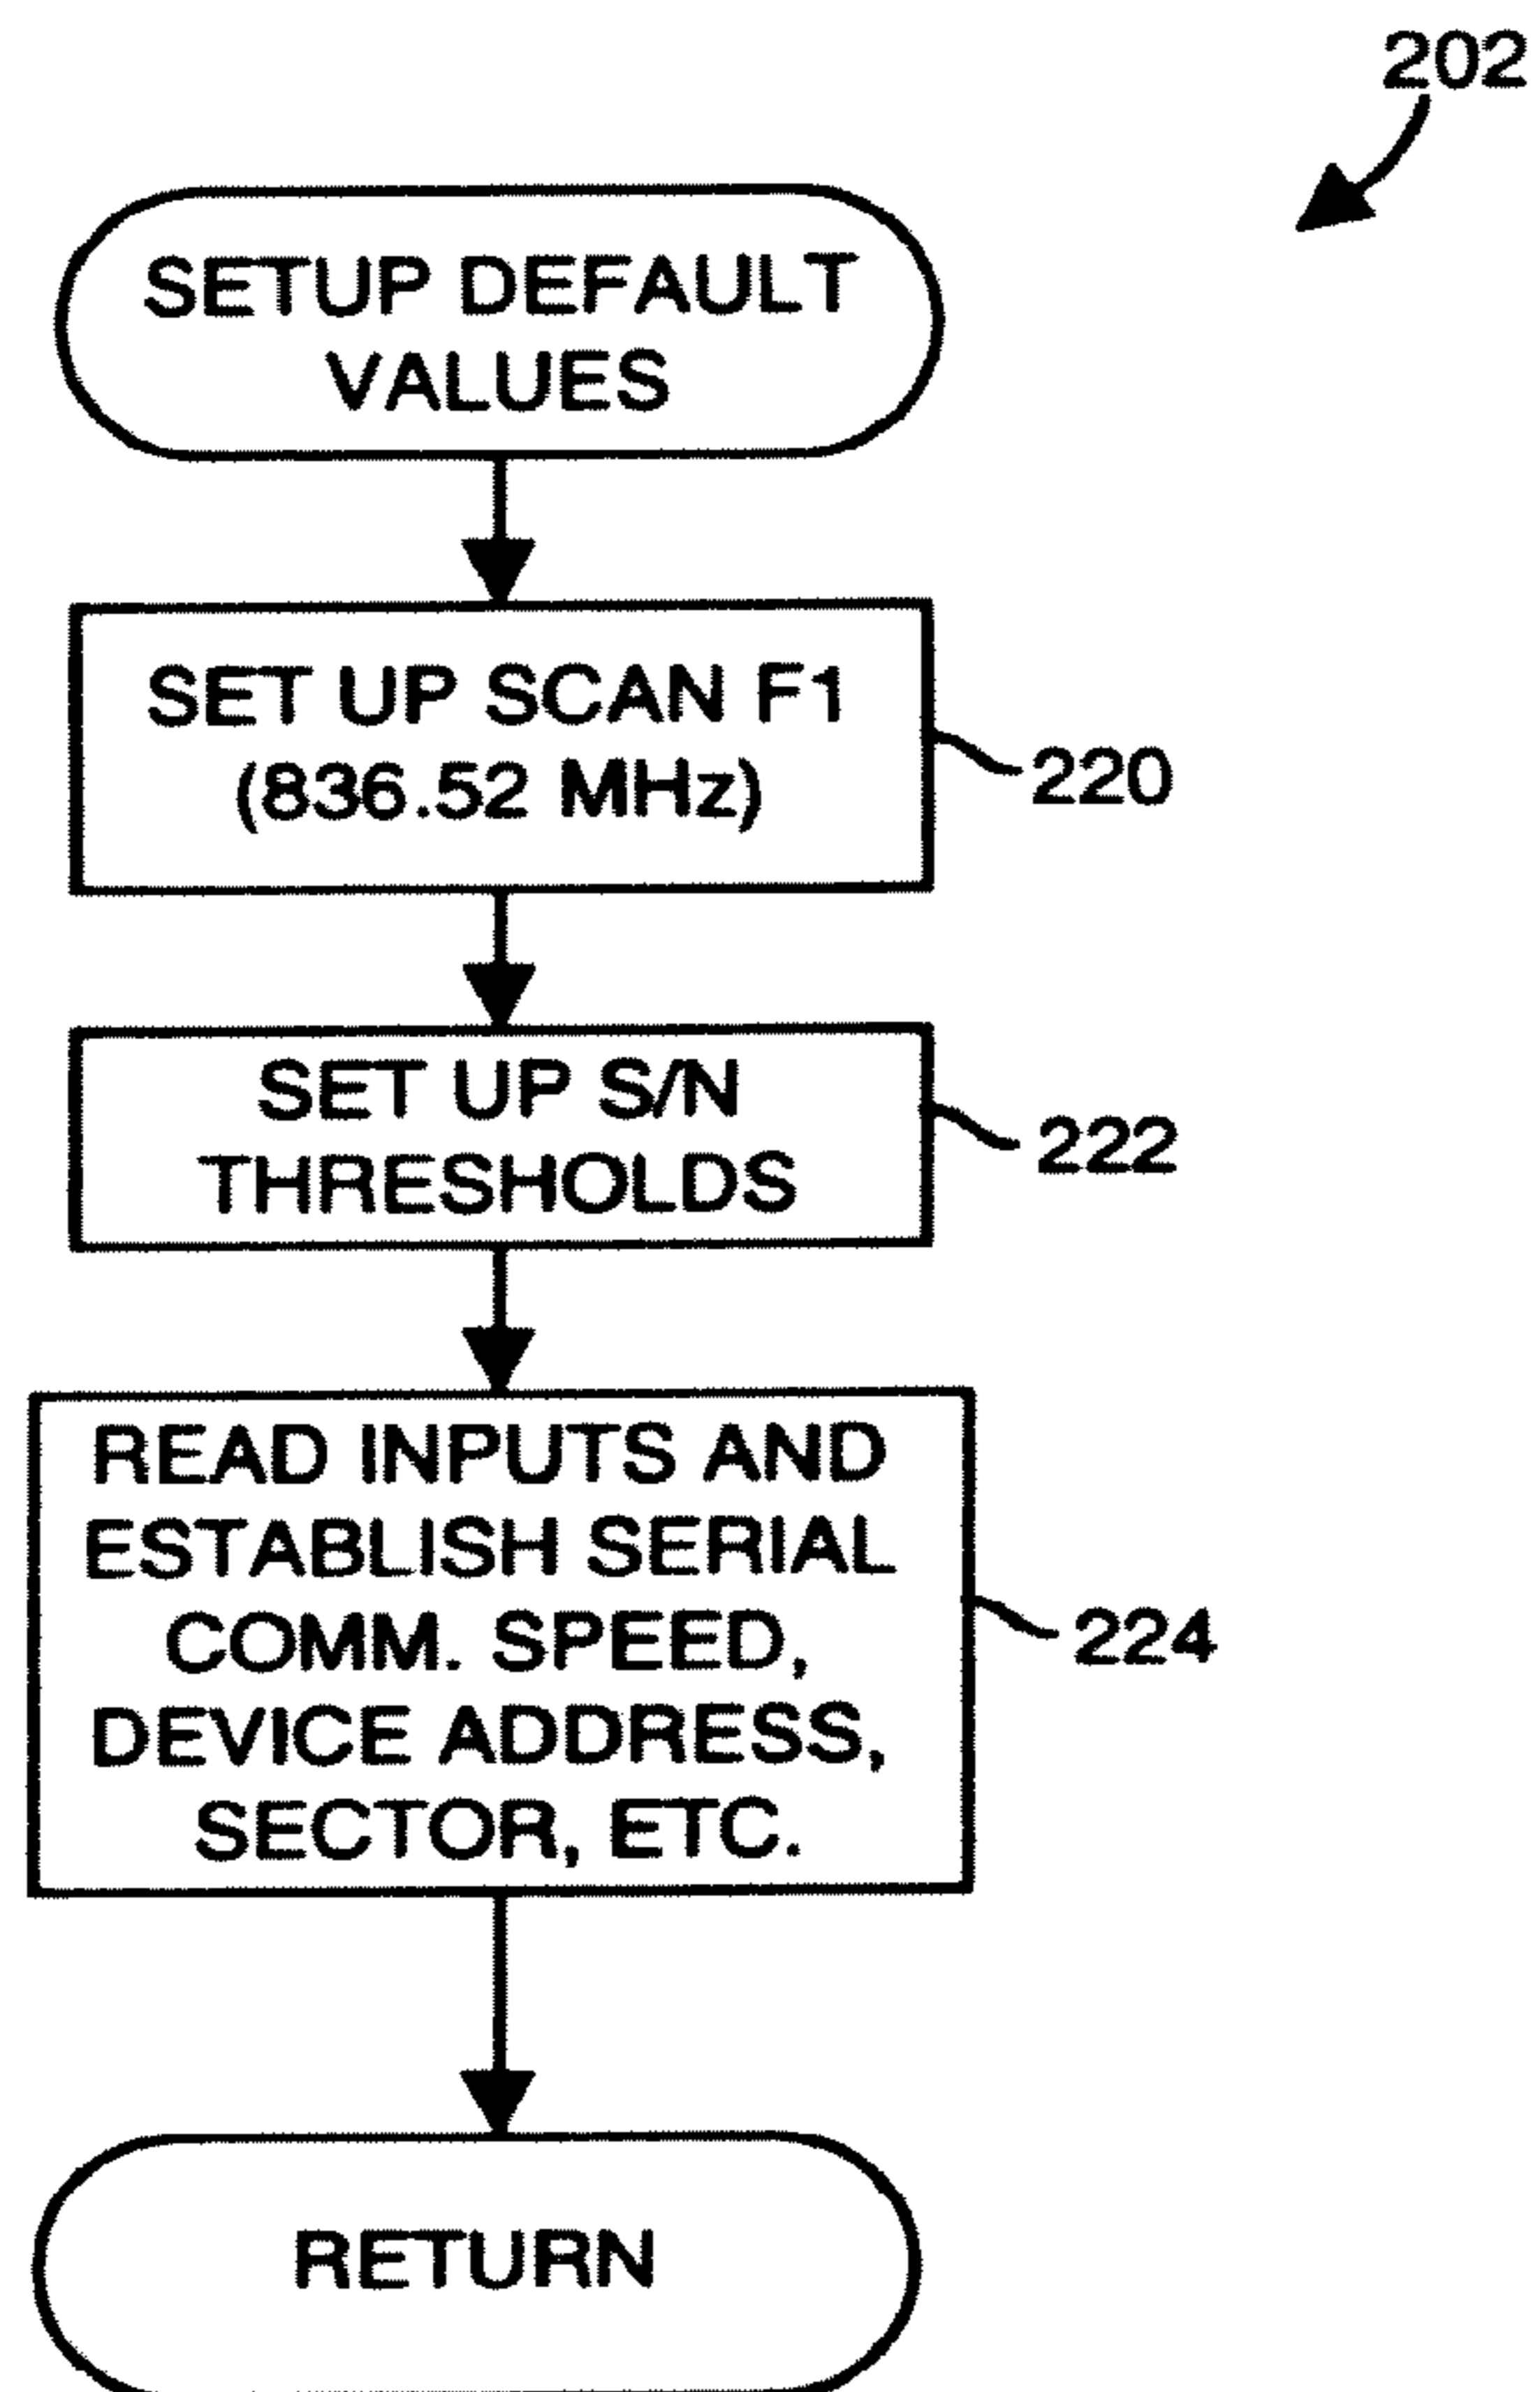 202
SETUP DEFAULT
VALUES
SET UP SCAN F1
(836.52 MHz)
220
SET UP S/N
THRESHOLDS
222
READ INPUTS AND
ESTABLISH SERIAL
COMM. SPEED,
DEVICE ADDRESS,
SECTOR, ETC.
224
RETURN